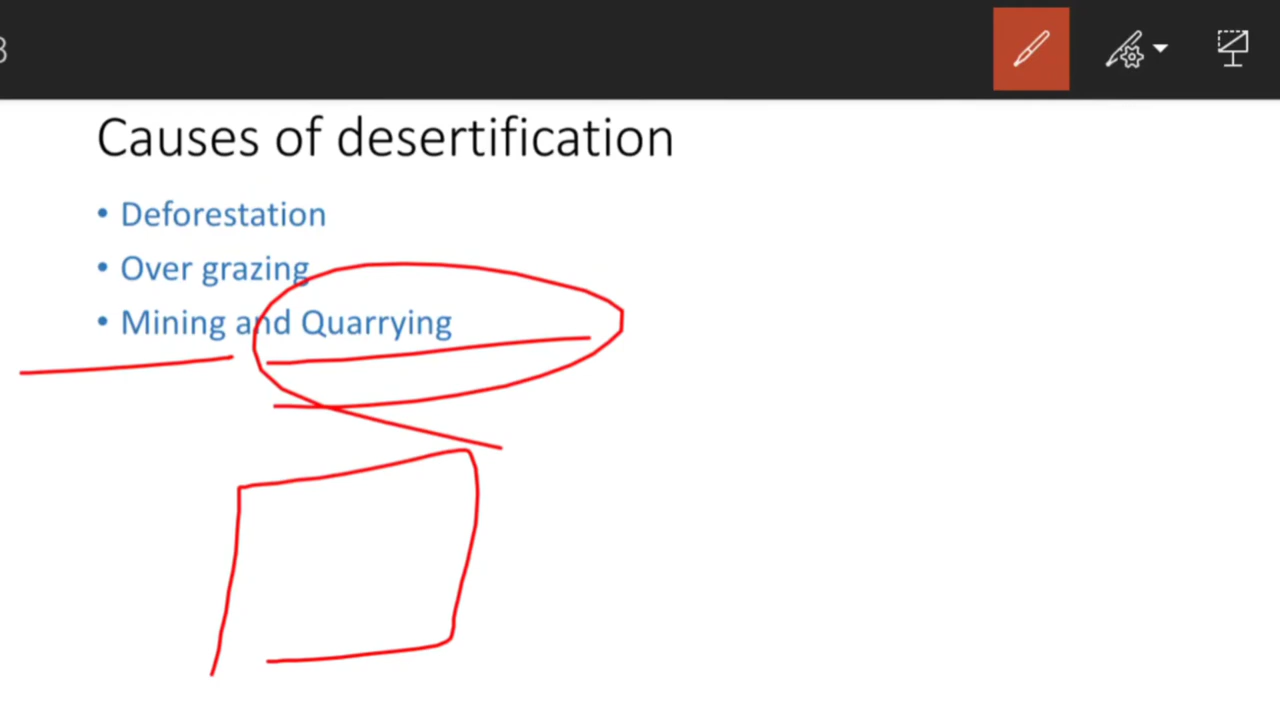 Causes of desertification
• Deforestation
• Over grazing
• Mining and Quarrying